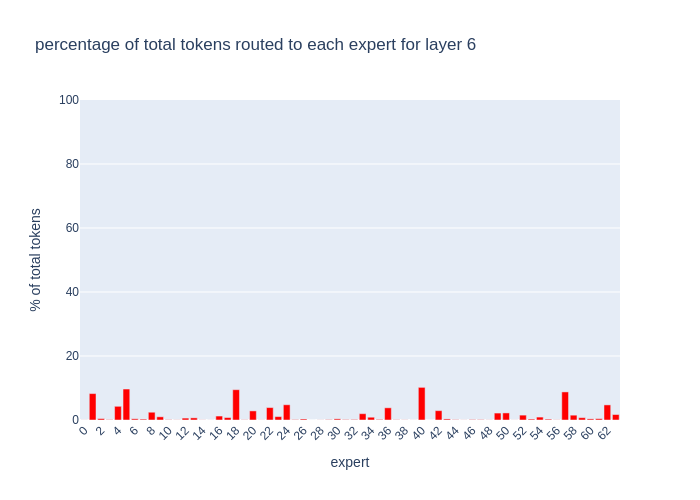 percentage of total tokens routed to each expert for layer 6
100
80
60
40
20
0
% of total tokens
0 2 4 6 8 10 12 14 16 18 20 22 24 26 28 30 32 34 36 38 40 42 44 46 48 50 52 54 56 58 60 62
expert